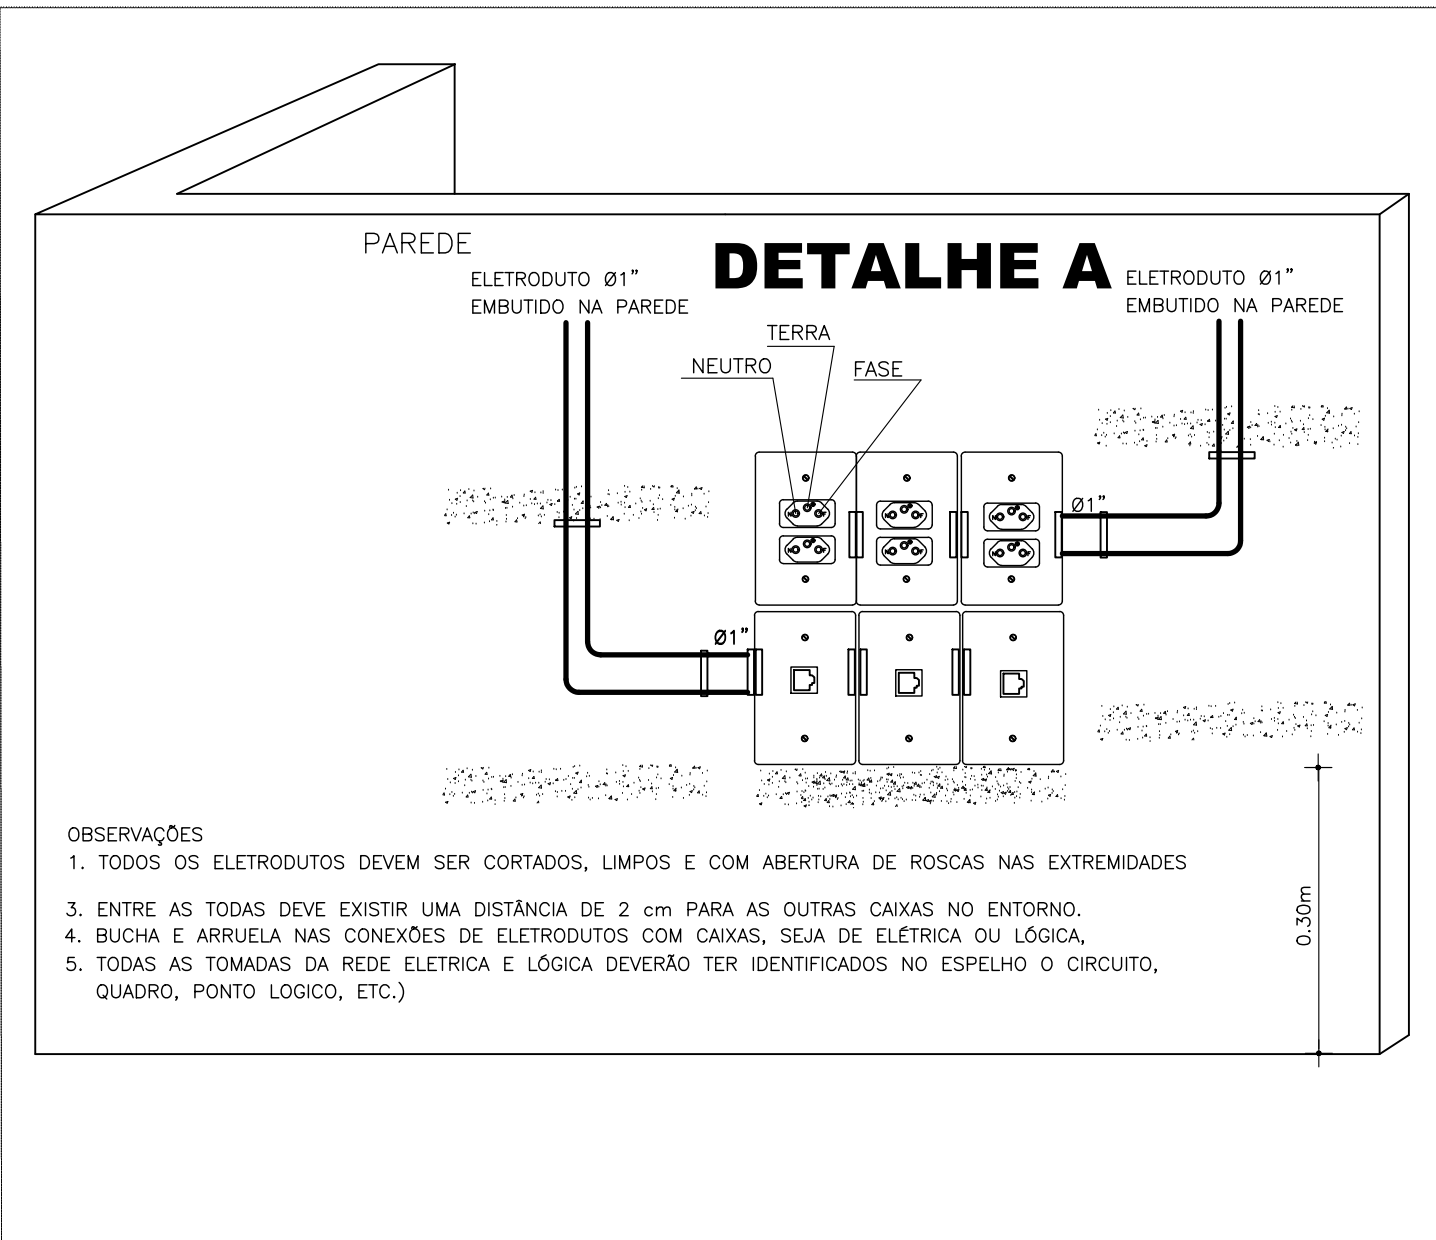 PAREDE
DETALHE A
ELETRODUTO Ø1”
EMBUTIDO NA PAREDE
ELETRODUTO Ø1”
EMBUTIDO NA PAREDE
TERRA
NEUTRO
FASE
Ø1”
Ø1”
N F
N F
N F
N F
N F
N F
OBSERVAÇÕES
1. TODOS OS ELETRODUTOS DEVEM SER CORTADOS, LIMPOS E COM ABERTURA DE ROSCAS NAS EXTREMIDADES
3. ENTRE AS TODAS DEVE EXISTIR UMA DISTÂNCIA DE 2 cm PARA AS OUTRAS CAIXAS NO ENTORNO.
4. BUCHA E ARRUELA NAS CONEXÕES DE ELETRODUTOS COM CAIXAS, SEJA DE ELÉTRICA OU LÓGICA,
5. TODAS AS TOMADAS DA REDE ELETRICA E LÓGICA DEVERÃO TER IDENTIFICADOS NO ESPELHO O CIRCUITO,
QUADRO, PONTO LOGICO, ETC.)
0.30m